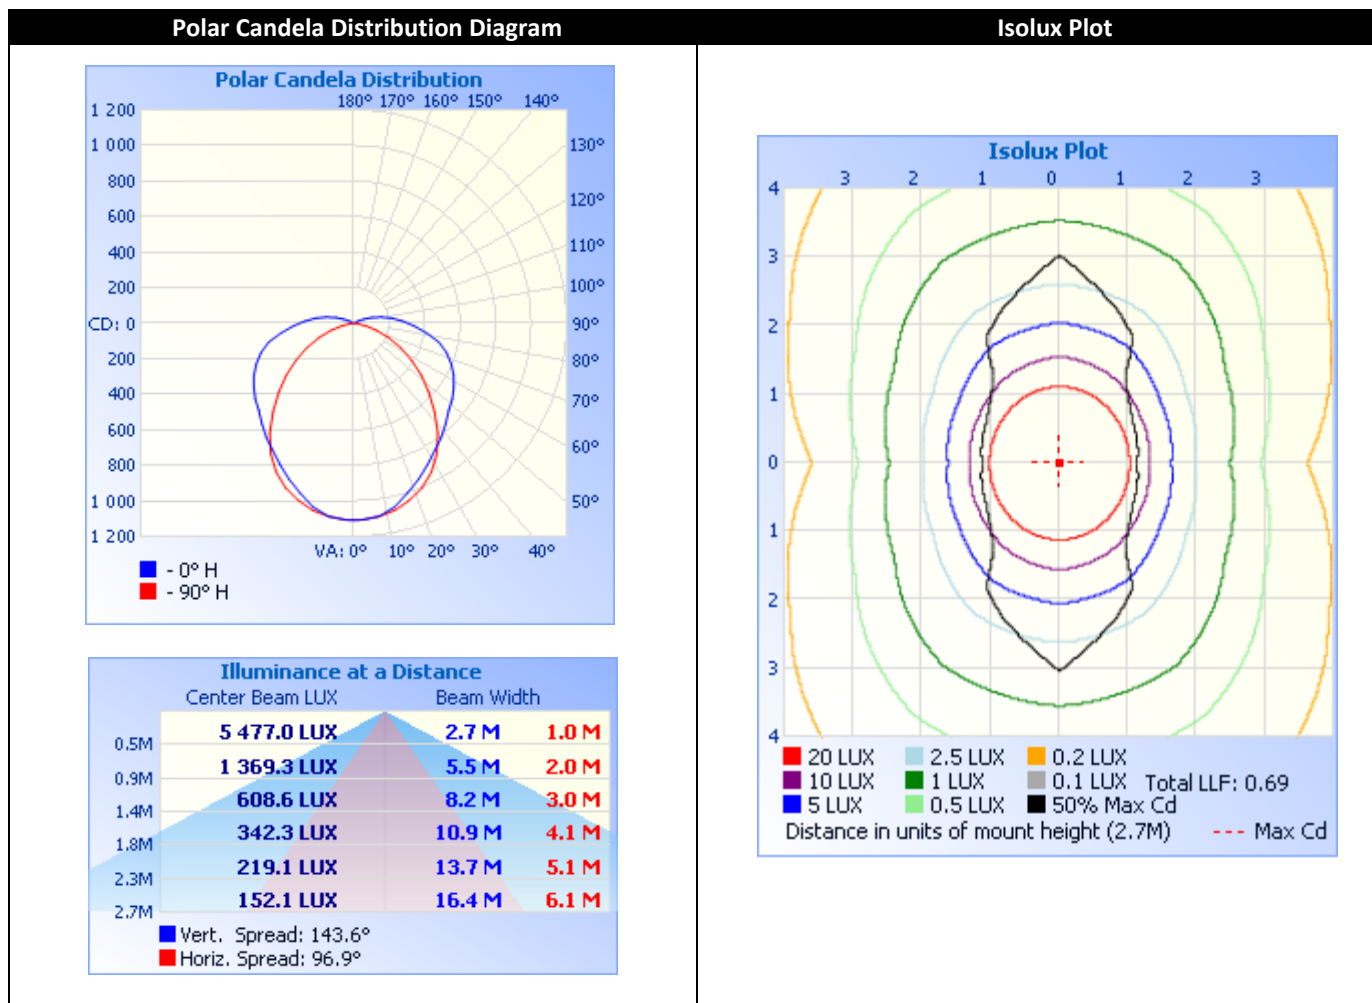 Polar Candela Distribution Diagram
Isolux Plot
Polar Candela Distribution
180° 170° 160° 150° 140°
1 200
1 000
800
600
400
200
CD: 0
200
400
600
800
1 000
1 200
130°
120°
110°
100°
90°
80°
70°
60°
50°
VA: 0° 10° 20° 30° 40°
- 0° H
- 90° H
Illuminance at a Distance
Center Beam LUX Beam Width
0.5M 5 477.0 LUX 2.7 M 1.0 M
0.9M 1 369.3 LUX 5.5 M 2.0 M
1.4M 608.6 LUX 8.2 M 3.0 M
1.8M 342.3 LUX 10.9 M 4.1 M
2.3M 219.1 LUX 13.7 M 5.1 M
2.7M 152.1 LUX 16.4 M 6.1 M
Vert. Spread: 143.6°
Horiz. Spread: 96.9°
Isolux Plot
3 2 1 0 1 2 3
4
3
2
1
0
1
2
3
4
20 LUX 2.5 LUX 0.2 LUX
10 LUX 1 LUX 0.1 LUX Total LLF: 0.69
5 LUX 0.5 LUX 50% Max Cd
Distance in units of mount height (2.7M) Max Cd